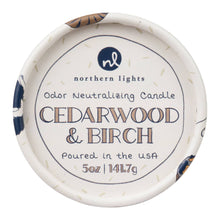 nl
northern lights
Odor Neutralizing Candle
CEDARWOOD
& BIRCH
Poured in the USA
5oz | 141.7g